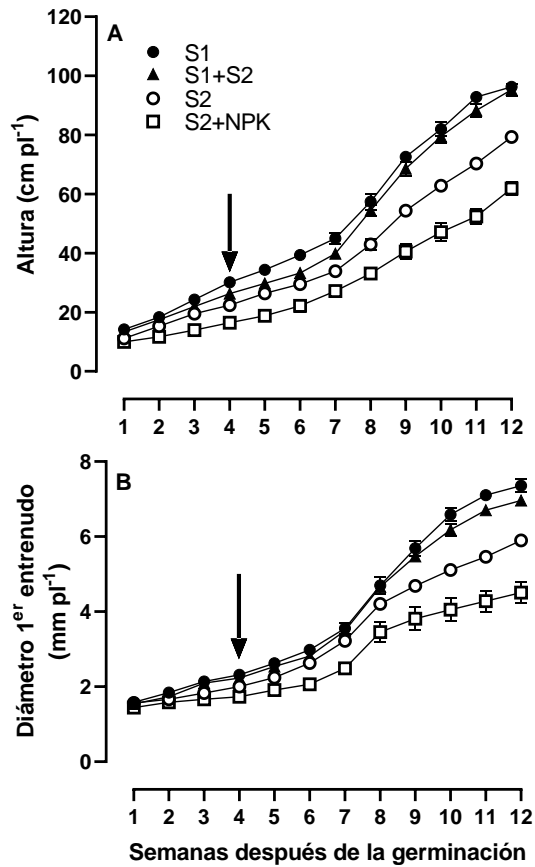 A
S1
S1+S2
S2
S2+NPK
Altura (cm pl⁻¹)
120
100
80
60
40
20
0
1 2 3 4 5 6 7 8 9 10 11 12
B
Diámetro 1ᵉʳ entrenudo
(mm pl⁻¹)
8
6
4
2
0
1 2 3 4 5 6 7 8 9 10 11 12
Semanas después de la germinación